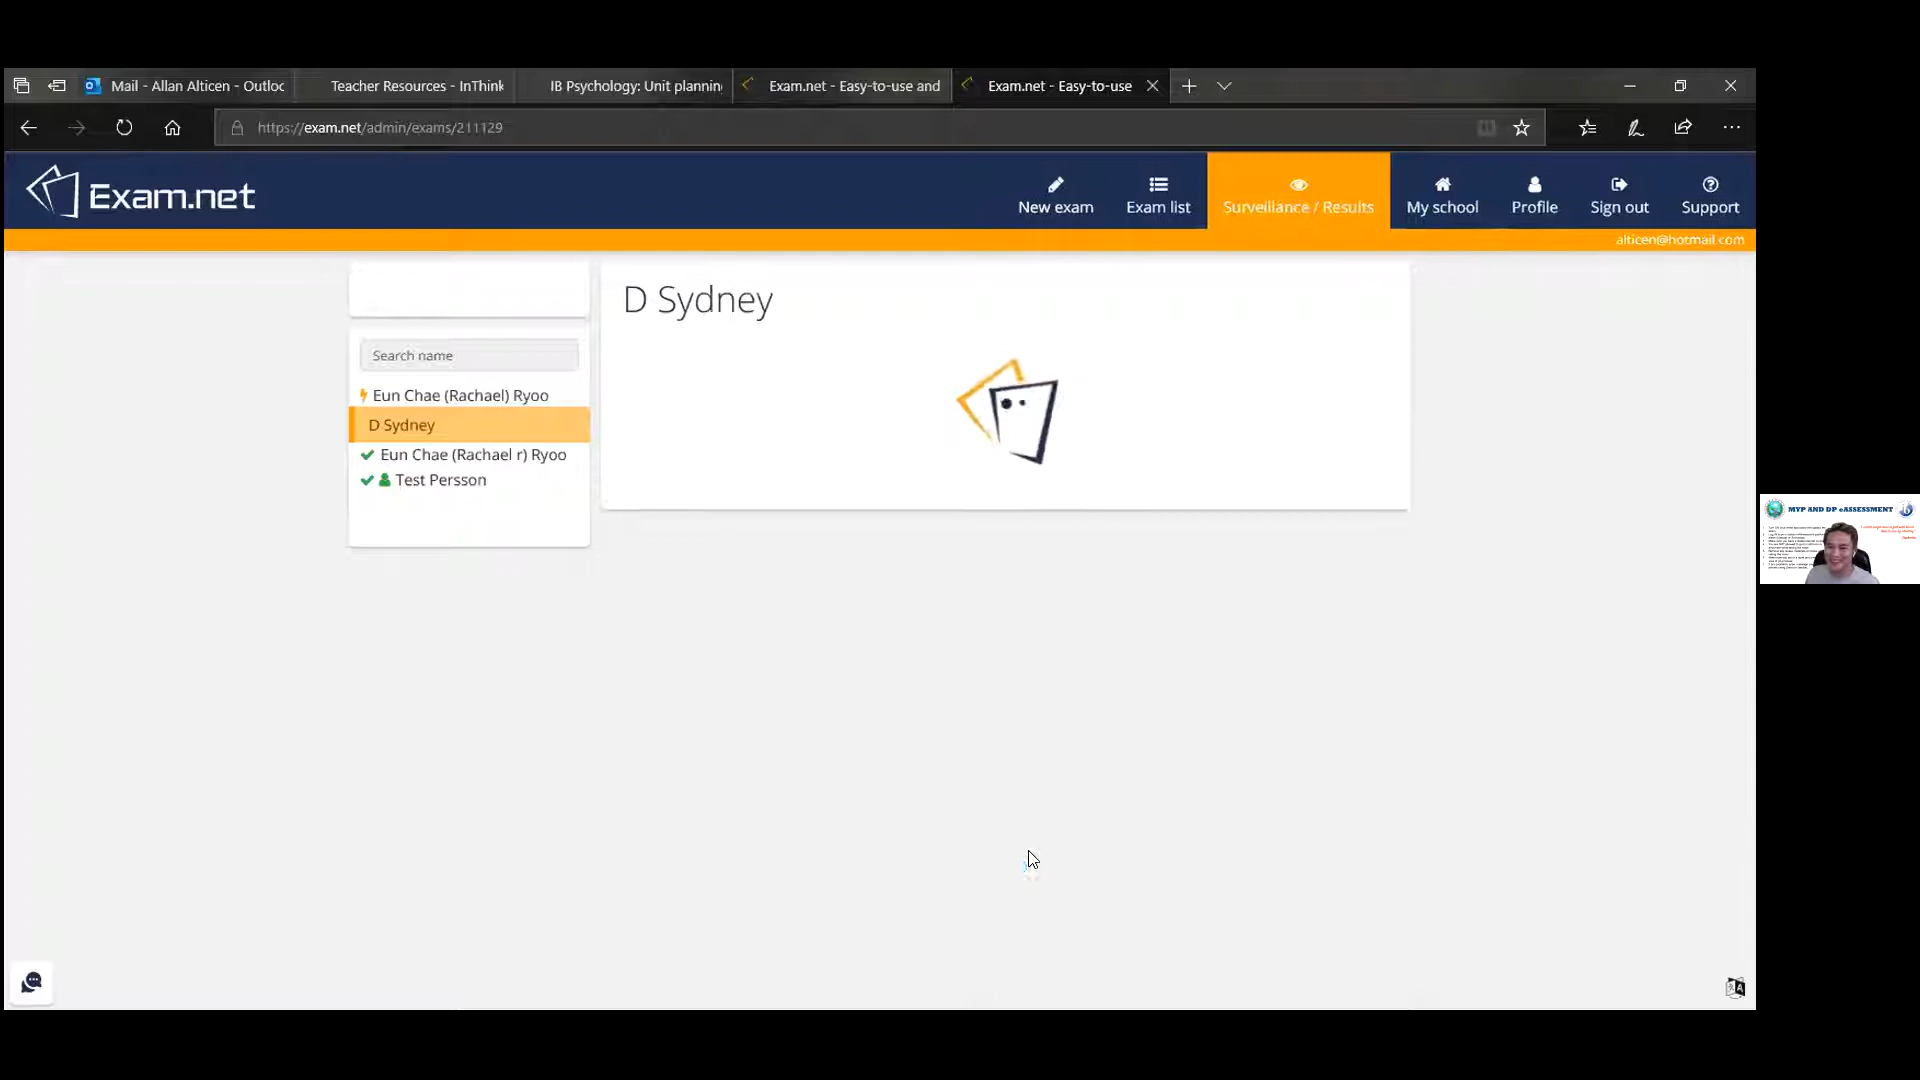 Mail - Allan Alticen - Outloc
Teacher Resources - InThink
IB Psychology: Unit plannin
Exam.net - Easy-to-use and
Exam.net - Easy-to-use
https://exam.net/admin/exams/211129
Exam.net
New exam
Exam list
Surveillance / Results
My school
Profile
Sign out
Support
alticen@hotmail.com
D Sydney
Search name
Eun Chae (Rachael) Ryoo
D Sydney
Eun Chae (Rachael r) Ryoo
Test Persson
MYP AND DP eASSESSMENT